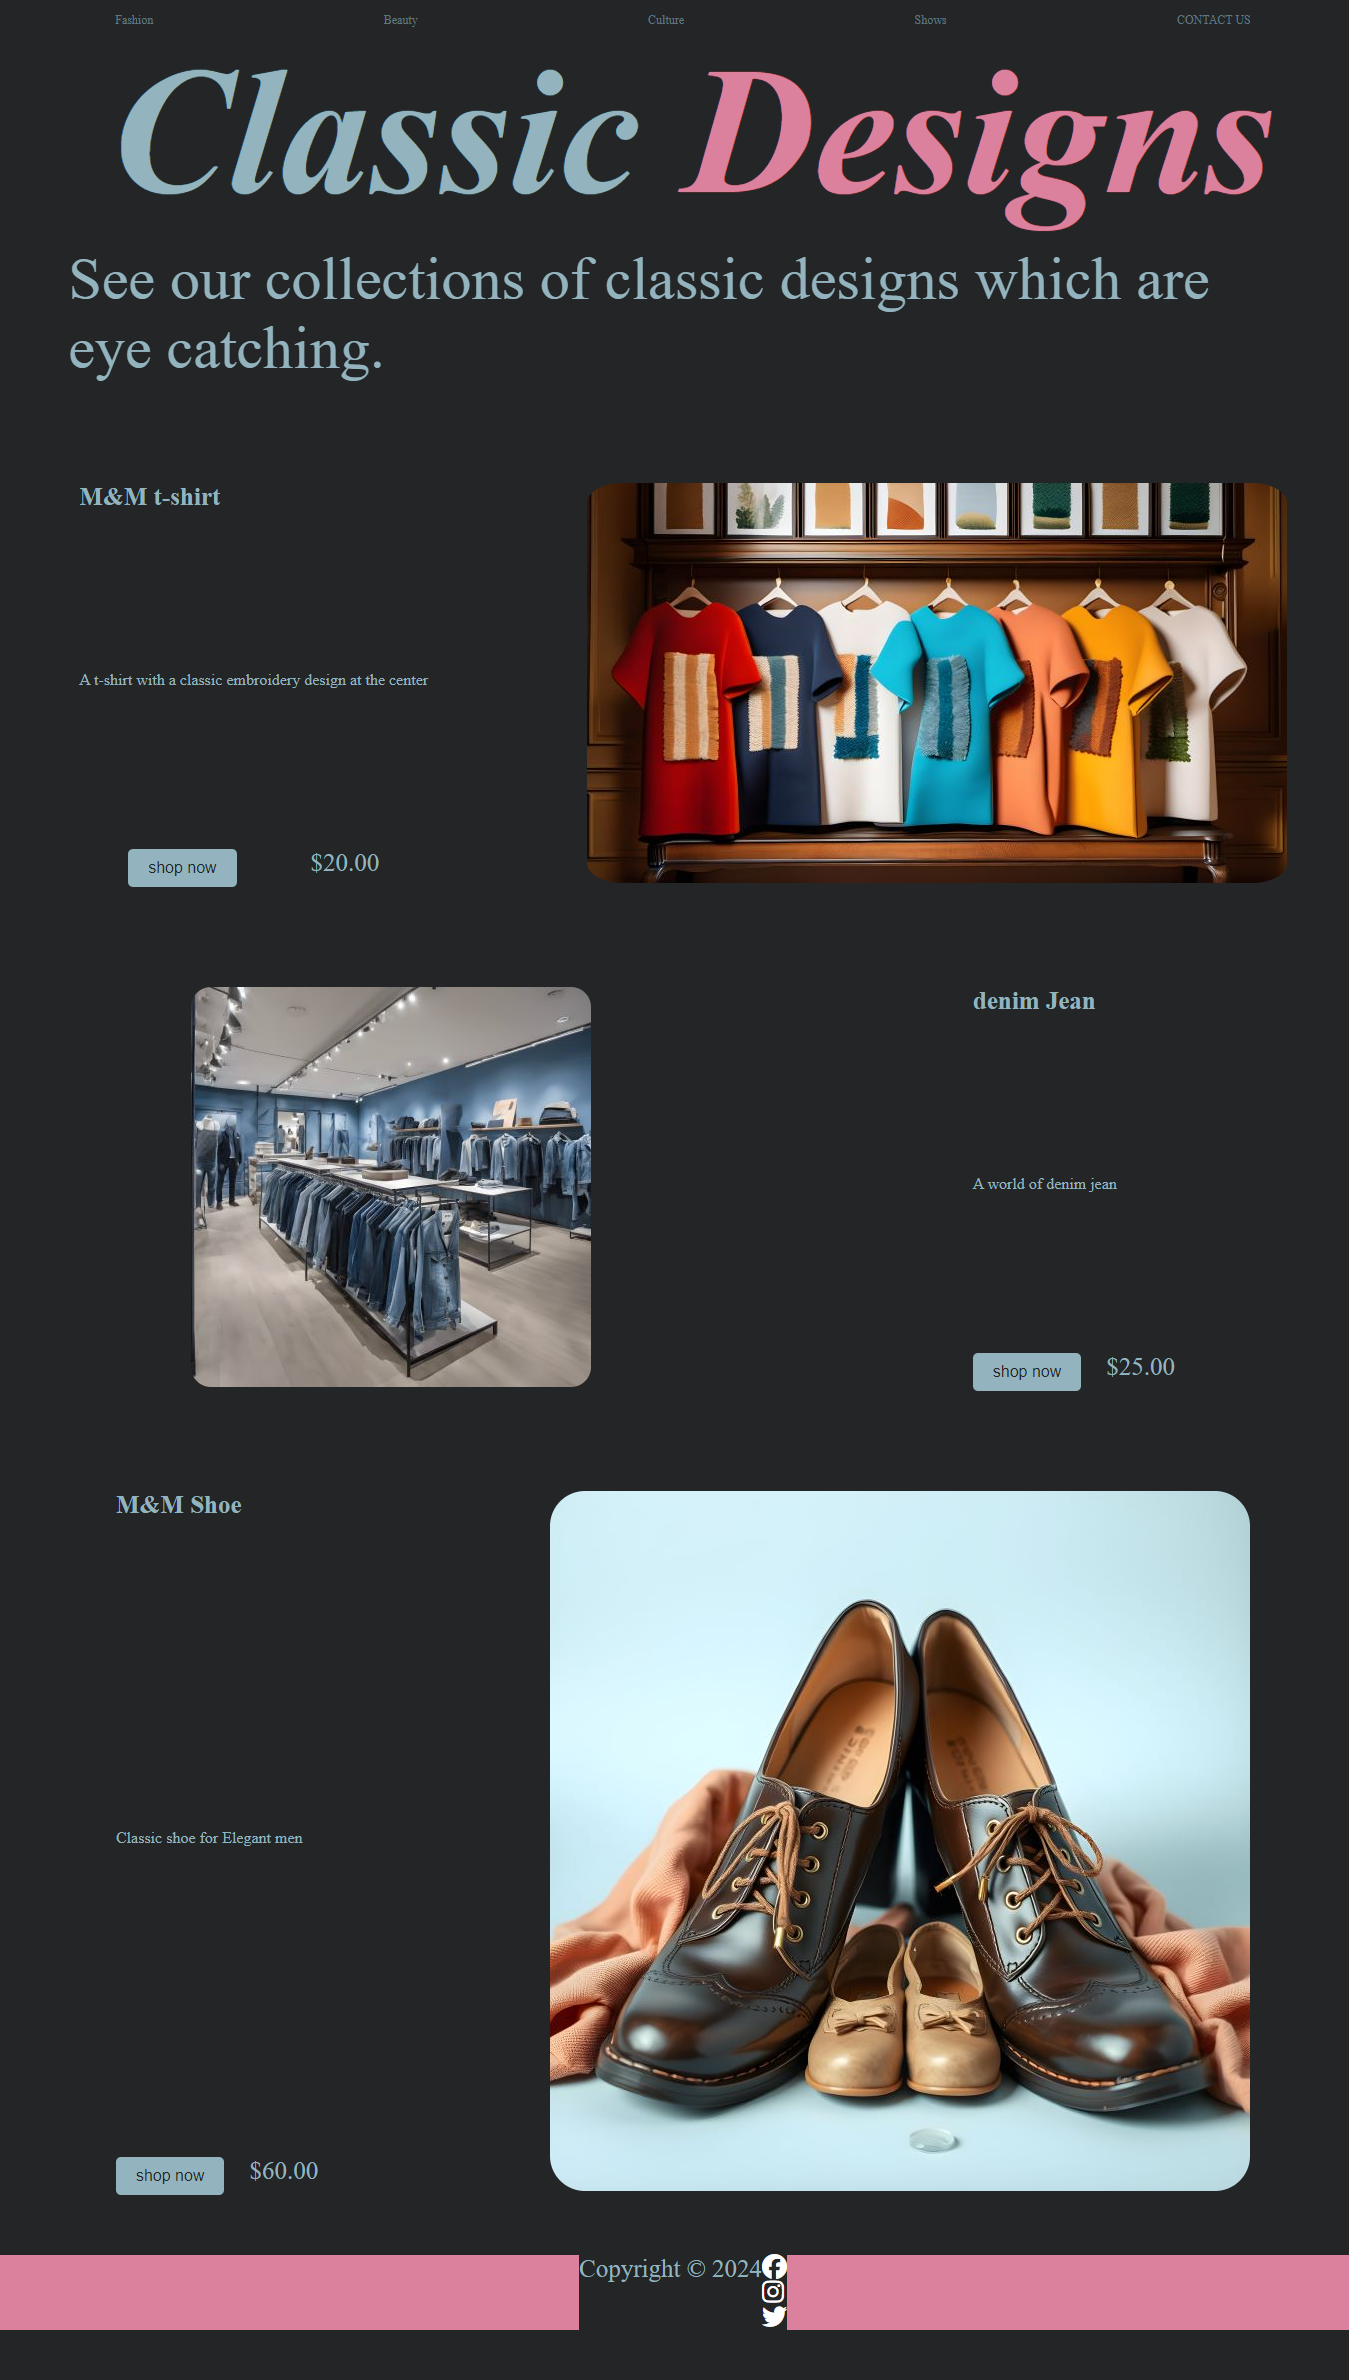 Fashion Beauty Culture Shows CONTACT US
Classic Designs
See our collections of classic designs which are
eye catching.
M&M t-shirt
A t-shirt with a classic embroidery design at the center
shop now $20.00
denim Jean
A world of denim jean
shop now $25.00
M&M Shoe
Classic shoe for Elegant men
shop now $60.00
Copyright © 2024